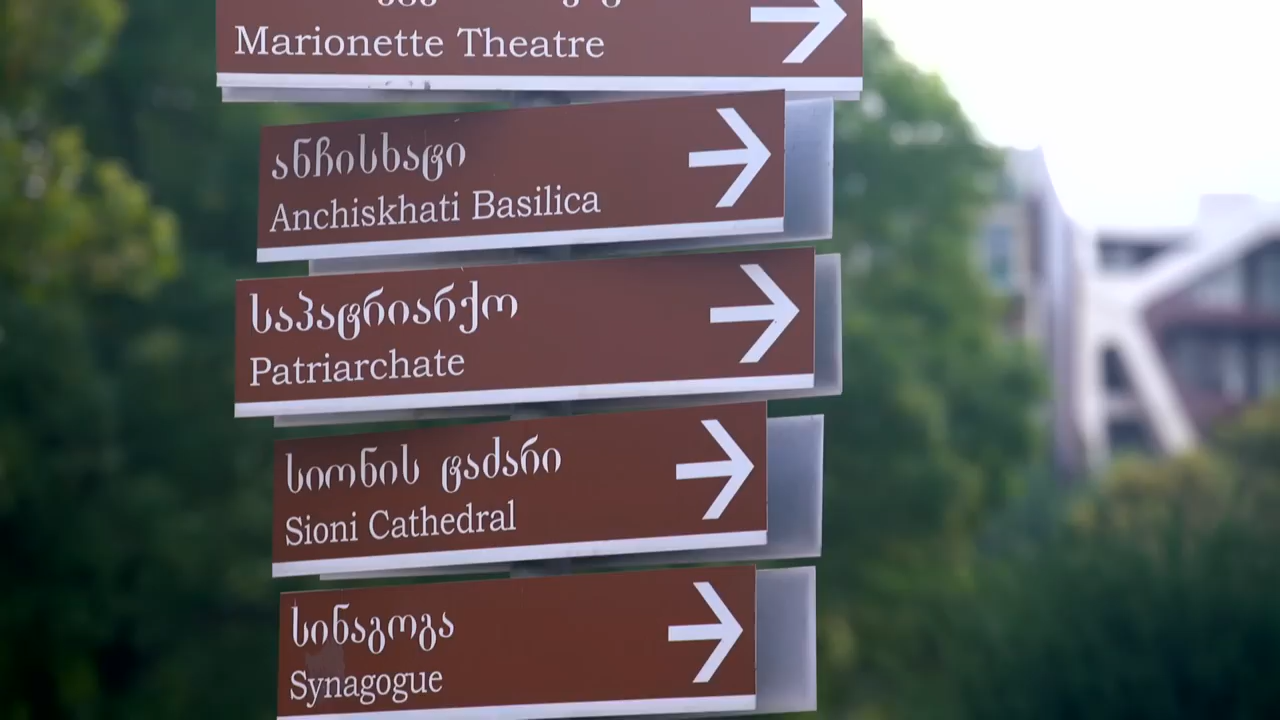 Marionette Theatre
ანჩისხატი
Anchiskhati Basilica
საპატრიარქო
Patriarchate
სიონის ტაძარი
Sioni Cathedral
სინაგოგა
Synagogue